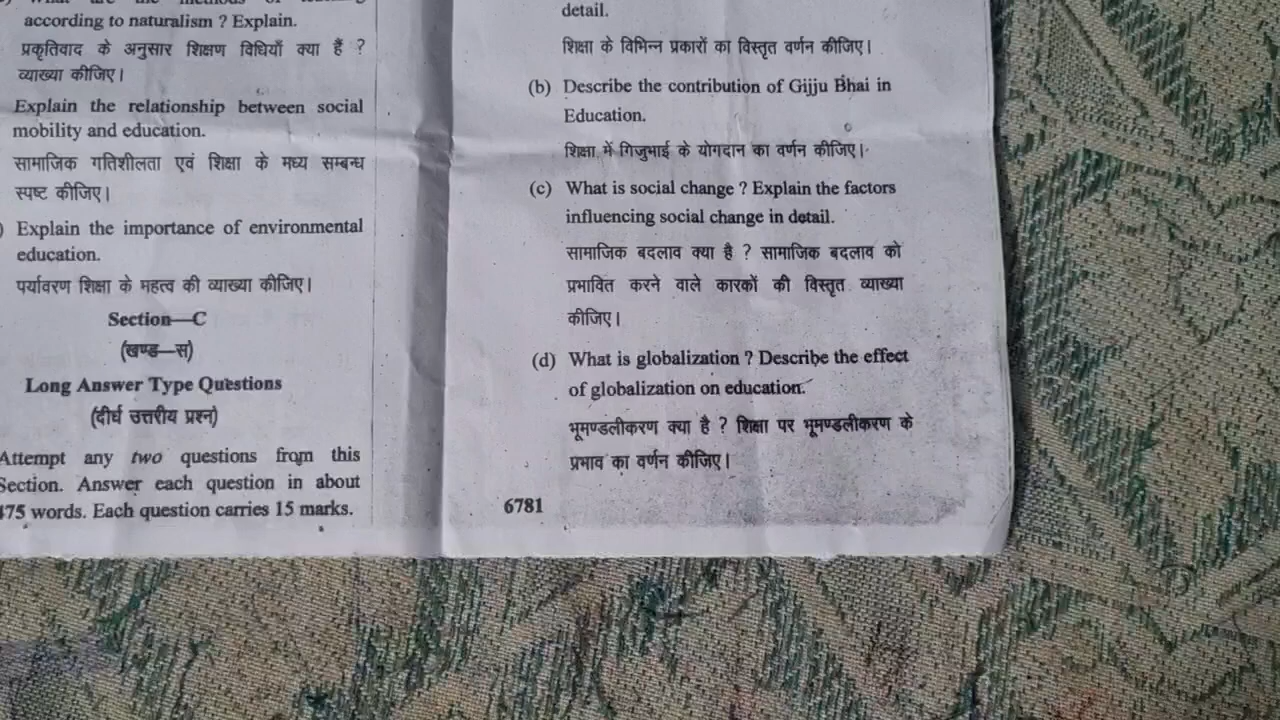 according to naturalism ? Explain.
प्रकृतिवाद के अनुसार शिक्षण विधियाँ क्या हैं ?
व्याख्या कीजिए।
Explain the relationship between social
mobility and education.
सामाजिक गतिशीलता एवं शिक्षा के मध्य सम्बन्ध
स्पष्ट कीजिए।
) Explain the importance of environmental
education.
पर्यावरण शिक्षा के महत्व की व्याख्या कीजिए।
Section—C
(खण्ड—स)
Long Answer Type Questions
(दीर्घ उत्तरीय प्रश्न)
Attempt any two questions from this
Section. Answer each question in about
475 words. Each question carries 15 marks.
detail.
शिक्षा के विभिन्न प्रकारों का विस्तृत वर्णन कीजिए।
(b) Describe the contribution of Gijju Bhai in
Education.
शिक्षा में गिजुभाई के योगदान का वर्णन कीजिए।
(c) What is social change ? Explain the factors
influencing social change in detail.
सामाजिक बदलाव क्या है ? सामाजिक बदलाव को
प्रभावित करने वाले कारकों की विस्तृत व्याख्या
कीजिए।
(d) What is globalization ? Describe the effect
of globalization on education.
भूमण्डलीकरण क्या है ? शिक्षा पर भूमण्डलीकरण के
प्रभाव का वर्णन कीजिए।
6781